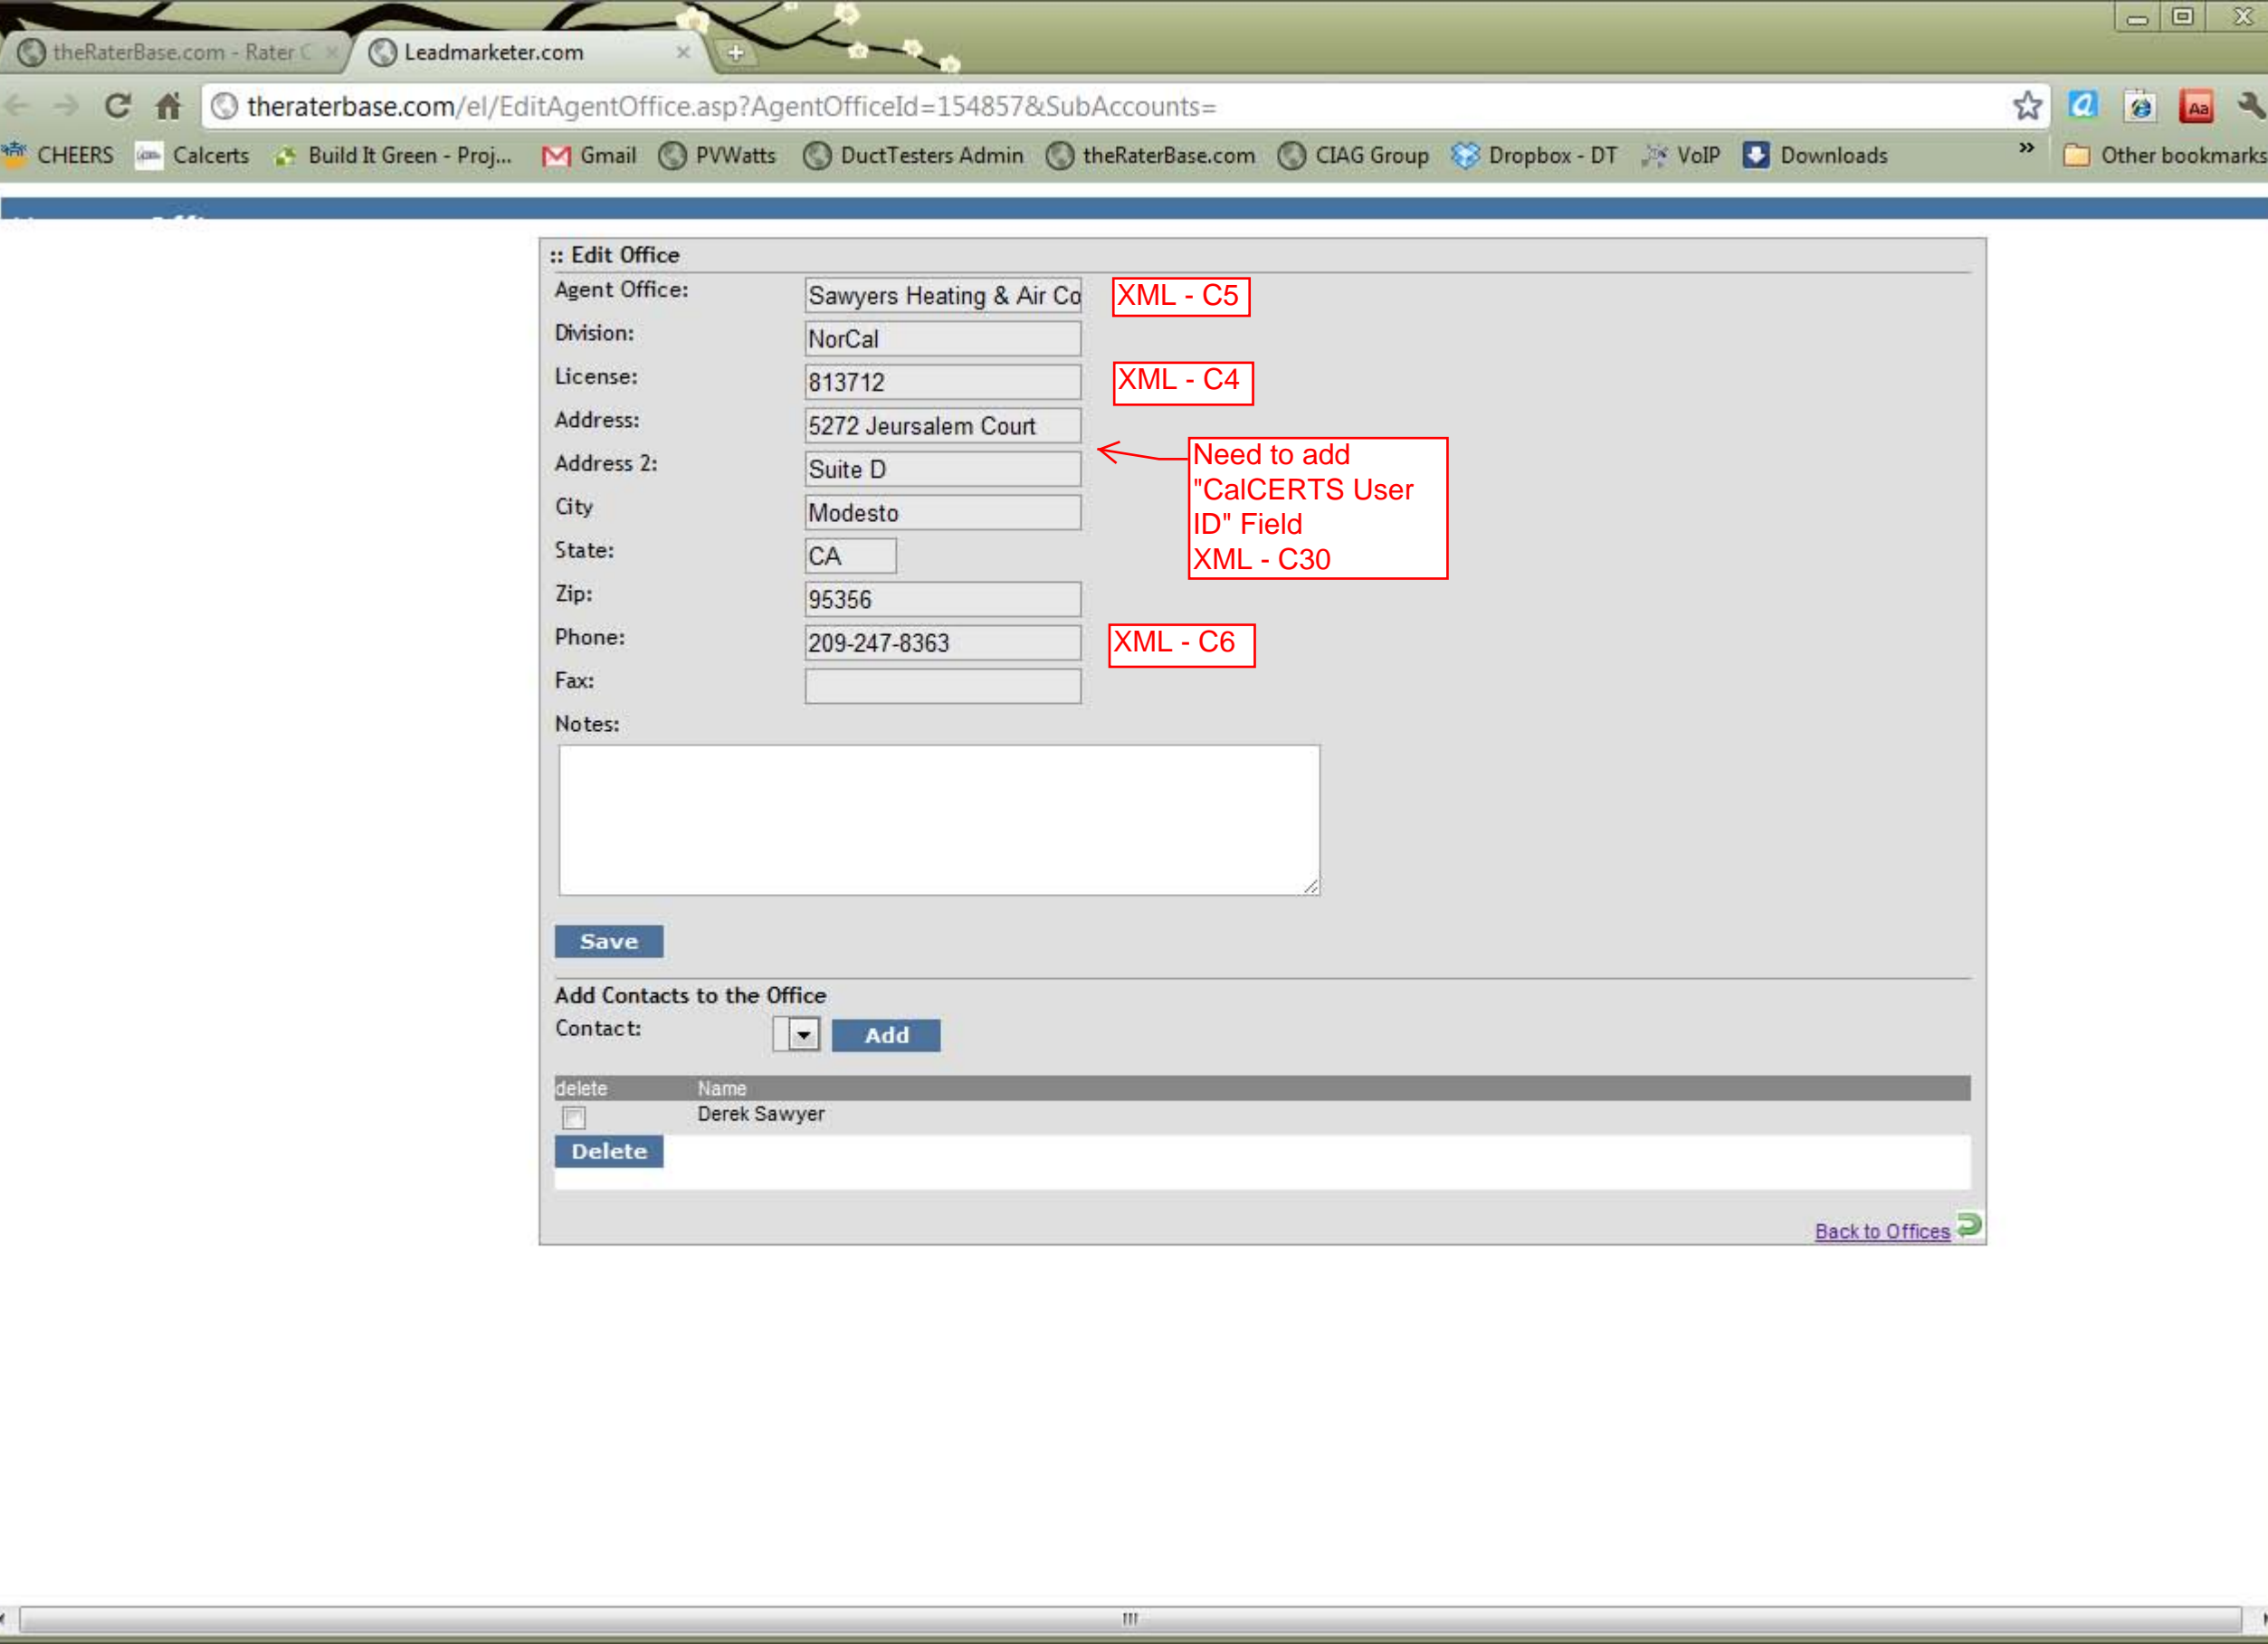 theRaterBase.com - Rater C
Leadmarketer.com
theraterbase.com/el/EditAgentOffice.asp?AgentOfficeId=154857&SubAccounts=
CHEERS Calcerts Build It Green - Proj... Gmail PVWatts DuctTesters Admin theRaterBase.com CIAG Group Dropbox - DT VoIP Downloads » Other bookmarks
:: Edit Office
Agent Office: Sawyers Heating & Air Co XML - C5
Division: NorCal
License: 813712 XML - C4
Address: 5272 Jeursalem Court
Address 2: Suite D
City Modesto
State: CA
Zip: 95356
Need to add
"CalCERTS User
ID" Field
XML - C30
Phone: 209-247-8363 XML - C6
Fax:
Notes:
Save
Add Contacts to the Office
Contact: Add
delete Name
Derek Sawyer
Delete
Back to Offices